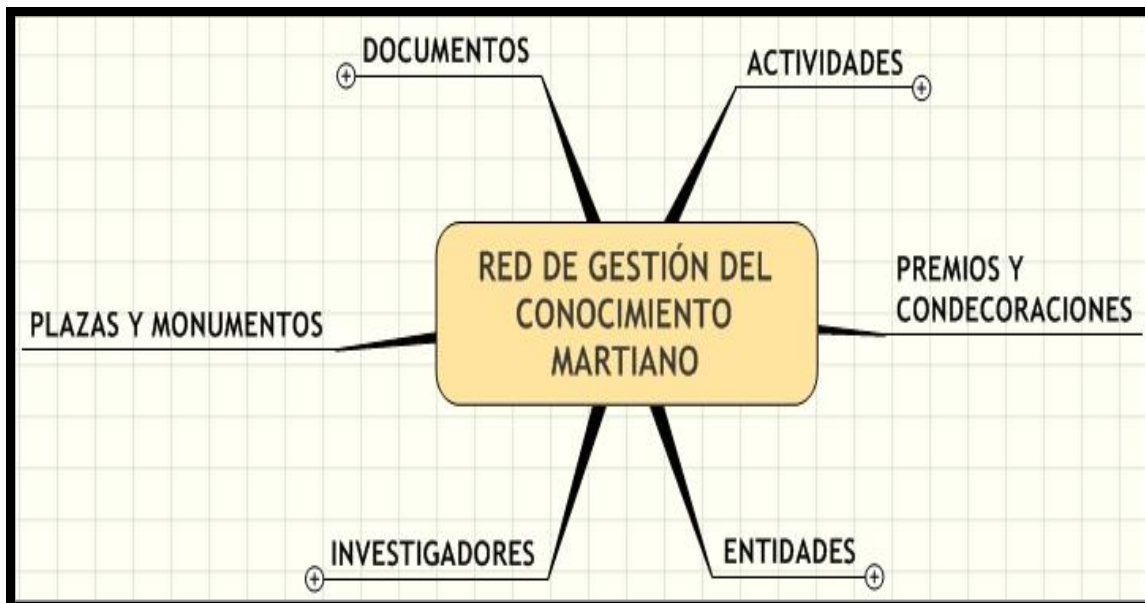 DOCUMENTOS
ACTIVIDADES
RED DE GESTIÓN DEL
CONOCIMIENTO
MARTIANO
PREMIOS Y
CONDECORACIONES
PLAZAS Y MONUMENTOS
INVESTIGADORES
ENTIDADES